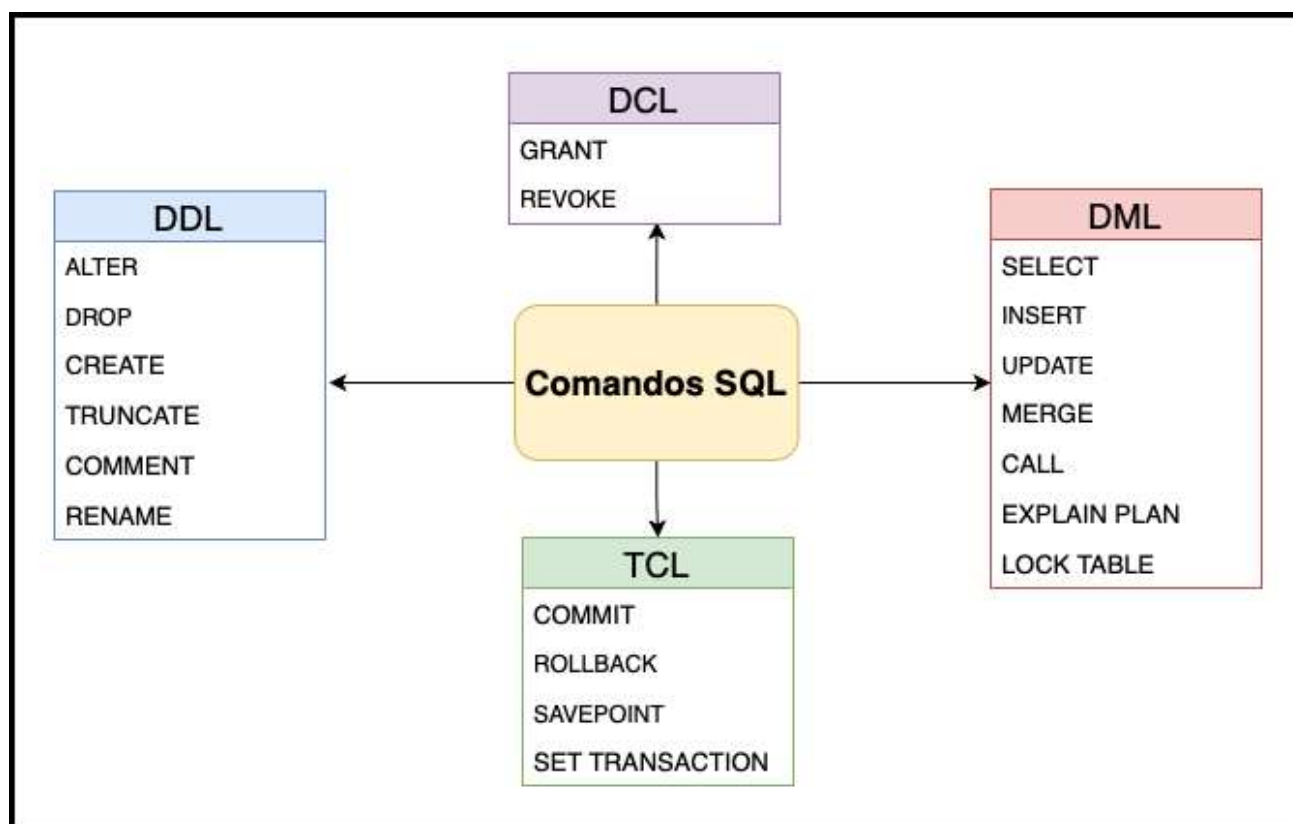 DCL
GRANT
REVOKE
DDL
ALTER
DROP
CREATE
TRUNCATE
COMMENT
RENAME
Comandos SQL
DML
SELECT
INSERT
UPDATE
MERGE
CALL
EXPLAIN PLAN
LOCK TABLE
TCL
COMMIT
ROLLBACK
SAVEPOINT
SET TRANSACTION